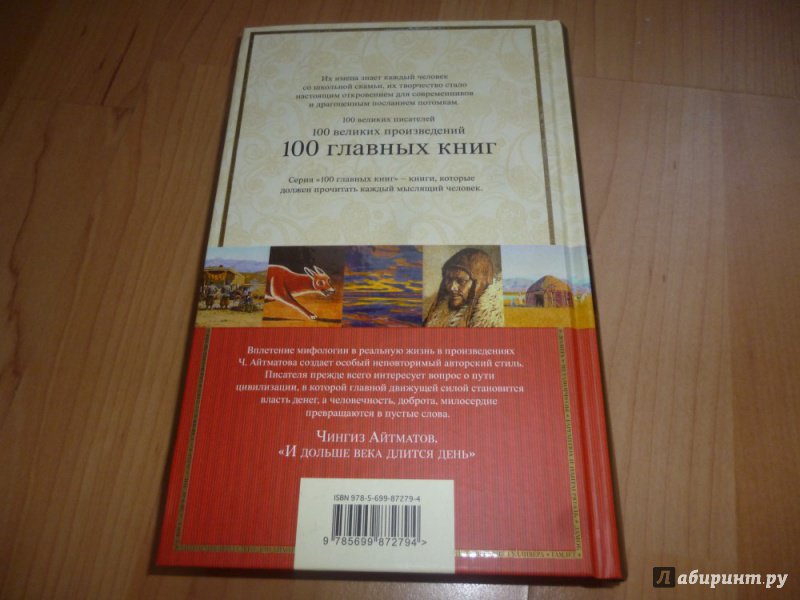 Их имена знает каждый человек
со школьной скамьи, их творчество стало
настоящим откровением для современников
и драгоценным посланием потомкам.
100 великих писателей
100 великих произведений
100 главных книг
Серия «100 главных книг» – книги, которые
должен прочитать каждый мыслящий человек.
Вплетение мифологии в реальную жизнь в произведениях
Ч. Айтматова создает особый неповторимый авторский стиль.
Писателя прежде всего интересует вопрос о пути
цивилизации, в которой главной движущей силой становится
власть денег, а человечность, доброта, милосердие
превращаются в пустые слова.
Чингиз Айтматов.
«И дольше века длится день»
ISBN 978-5-699-87279-4
9 785699 872794 >
ГУЛЛИВЕРА • ГАМЛЕТ
Лабиринт.ру